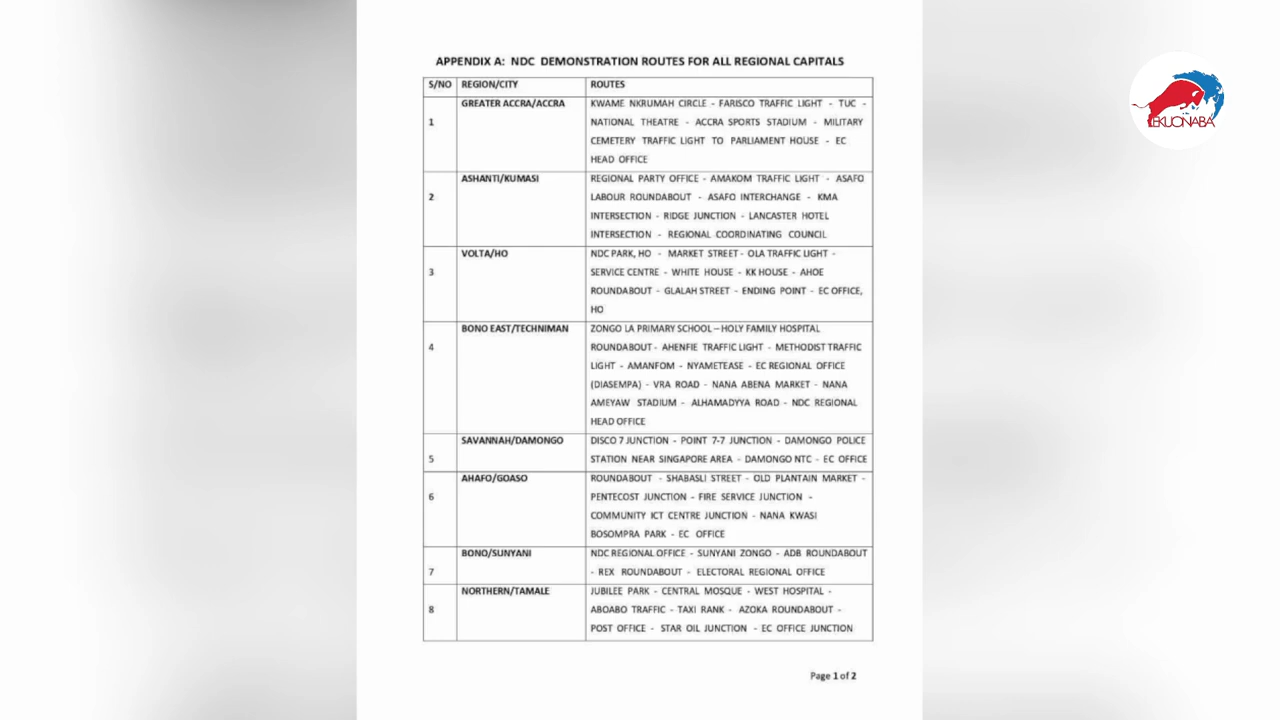 APPENDIX A: NDC DEMONSTRATION ROUTES FOR ALL REGIONAL CAPITALS
S/NO REGION/CITY ROUTES
1 GREATER ACCRA/ACCRA KWAME NKRUMAH CIRCLE - FARISCO TRAFFIC LIGHT - TUC -
NATIONAL THEATRE - ACCRA SPORTS STADIUM - MILITARY
CEMETERY TRAFFIC LIGHT TO PARLIAMENT HOUSE - EC
HEAD OFFICE
2 ASHANTI/KUMASI REGIONAL PARTY OFFICE - AMAKOM TRAFFIC LIGHT - ASAFO
LABOUR ROUNDABOUT - ASAFO INTERCHANGE - KMA
INTERSECTION - RIDGE JUNCTION - LANCASTER HOTEL
INTERSECTION - REGIONAL COORDINATING COUNCIL
3 VOLTA/HO NDC PARK, HO - MARKET STREET - OLA TRAFFIC LIGHT -
SERVICE CENTRE - WHITE HOUSE - KK HOUSE - AHOE
ROUNDABOUT - GLALAH STREET - ENDING POINT - EC OFFICE,
HO
4 BONO EAST/TECHNIMAN ZONGO LA PRIMARY SCHOOL – HOLY FAMILY HOSPITAL
ROUNDABOUT - AHENFIE TRAFFIC LIGHT - METHODIST TRAFFIC
LIGHT - AMANFOM - NYAMETEASE - EC REGIONAL OFFICE
(DIASEMPA) - VRA ROAD - NANA ABENA MARKET - NANA
AMEYAW STADIUM - ALHAMADYYA ROAD - NDC REGIONAL
HEAD OFFICE
5 SAVANNAH/DAMONGO DISCO 7 JUNCTION - POINT 7-7 JUNCTION - DAMONGO POLICE
STATION NEAR SINGAPORE AREA - DAMONGO NTC - EC OFFICE
6 AHAFO/GOASO ROUNDABOUT - SHABASLI STREET - OLD PLANTAIN MARKET -
PENTECOST JUNCTION - FIRE SERVICE JUNCTION -
COMMUNITY ICT CENTRE JUNCTION - NANA KWASI
BOSOMPRA PARK - EC OFFICE
7 BONO/SUNYANI NDC REGIONAL OFFICE - SUNYANI ZONGO - ADB ROUNDABOUT
- REX ROUNDABOUT - ELECTORAL REGIONAL OFFICE
8 NORTHERN/TAMALE JUBILEE PARK - CENTRAL MOSQUE - WEST HOSPITAL -
ABOABO TRAFFIC - TAXI RANK - AZOKA ROUNDABOUT -
POST OFFICE - STAR OIL JUNCTION - EC OFFICE JUNCTION
Page 1 of 2
EKUONABA